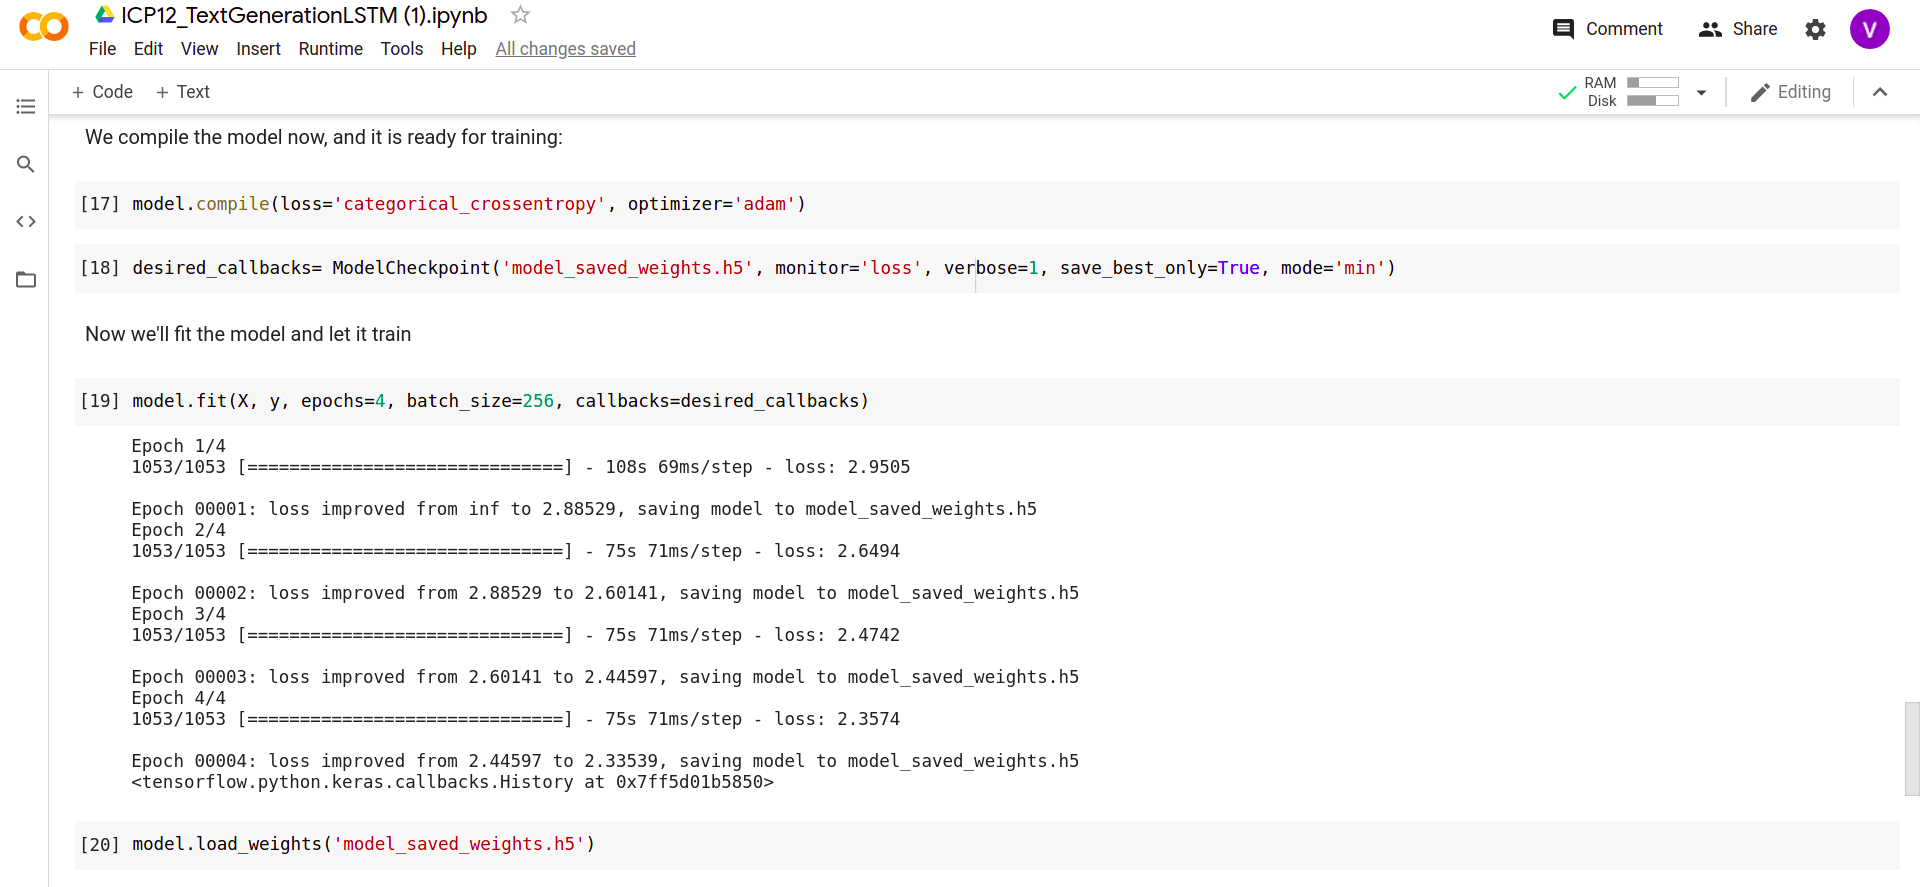 ICP12_TextGenerationLSTM (1).ipynb
File Edit View Insert Runtime Tools Help All changes saved
Comment Share V
+ Code + Text
RAM
Disk
Editing
We compile the model now, and it is ready for training:
[17] model.compile(loss='categorical_crossentropy', optimizer='adam')
[18] desired_callbacks= ModelCheckpoint('model_saved_weights.h5', monitor='loss', verbose=1, save_best_only=True, mode='min')
Now we'll fit the model and let it train
[19] model.fit(X, y, epochs=4, batch_size=256, callbacks=desired_callbacks)
Epoch 1/4
1053/1053 [==============================] - 108s 69ms/step - loss: 2.9505
Epoch 00001: loss improved from inf to 2.88529, saving model to model_saved_weights.h5
Epoch 2/4
1053/1053 [==============================] - 75s 71ms/step - loss: 2.6494
Epoch 00002: loss improved from 2.88529 to 2.60141, saving model to model_saved_weights.h5
Epoch 3/4
1053/1053 [==============================] - 75s 71ms/step - loss: 2.4742
Epoch 00003: loss improved from 2.60141 to 2.44597, saving model to model_saved_weights.h5
Epoch 4/4
1053/1053 [==============================] - 75s 71ms/step - loss: 2.3574
Epoch 00004: loss improved from 2.44597 to 2.33539, saving model to model_saved_weights.h5
<tensorflow.python.keras.callbacks.History at 0x7ff5d01b5850>
[20] model.load_weights('model_saved_weights.h5')